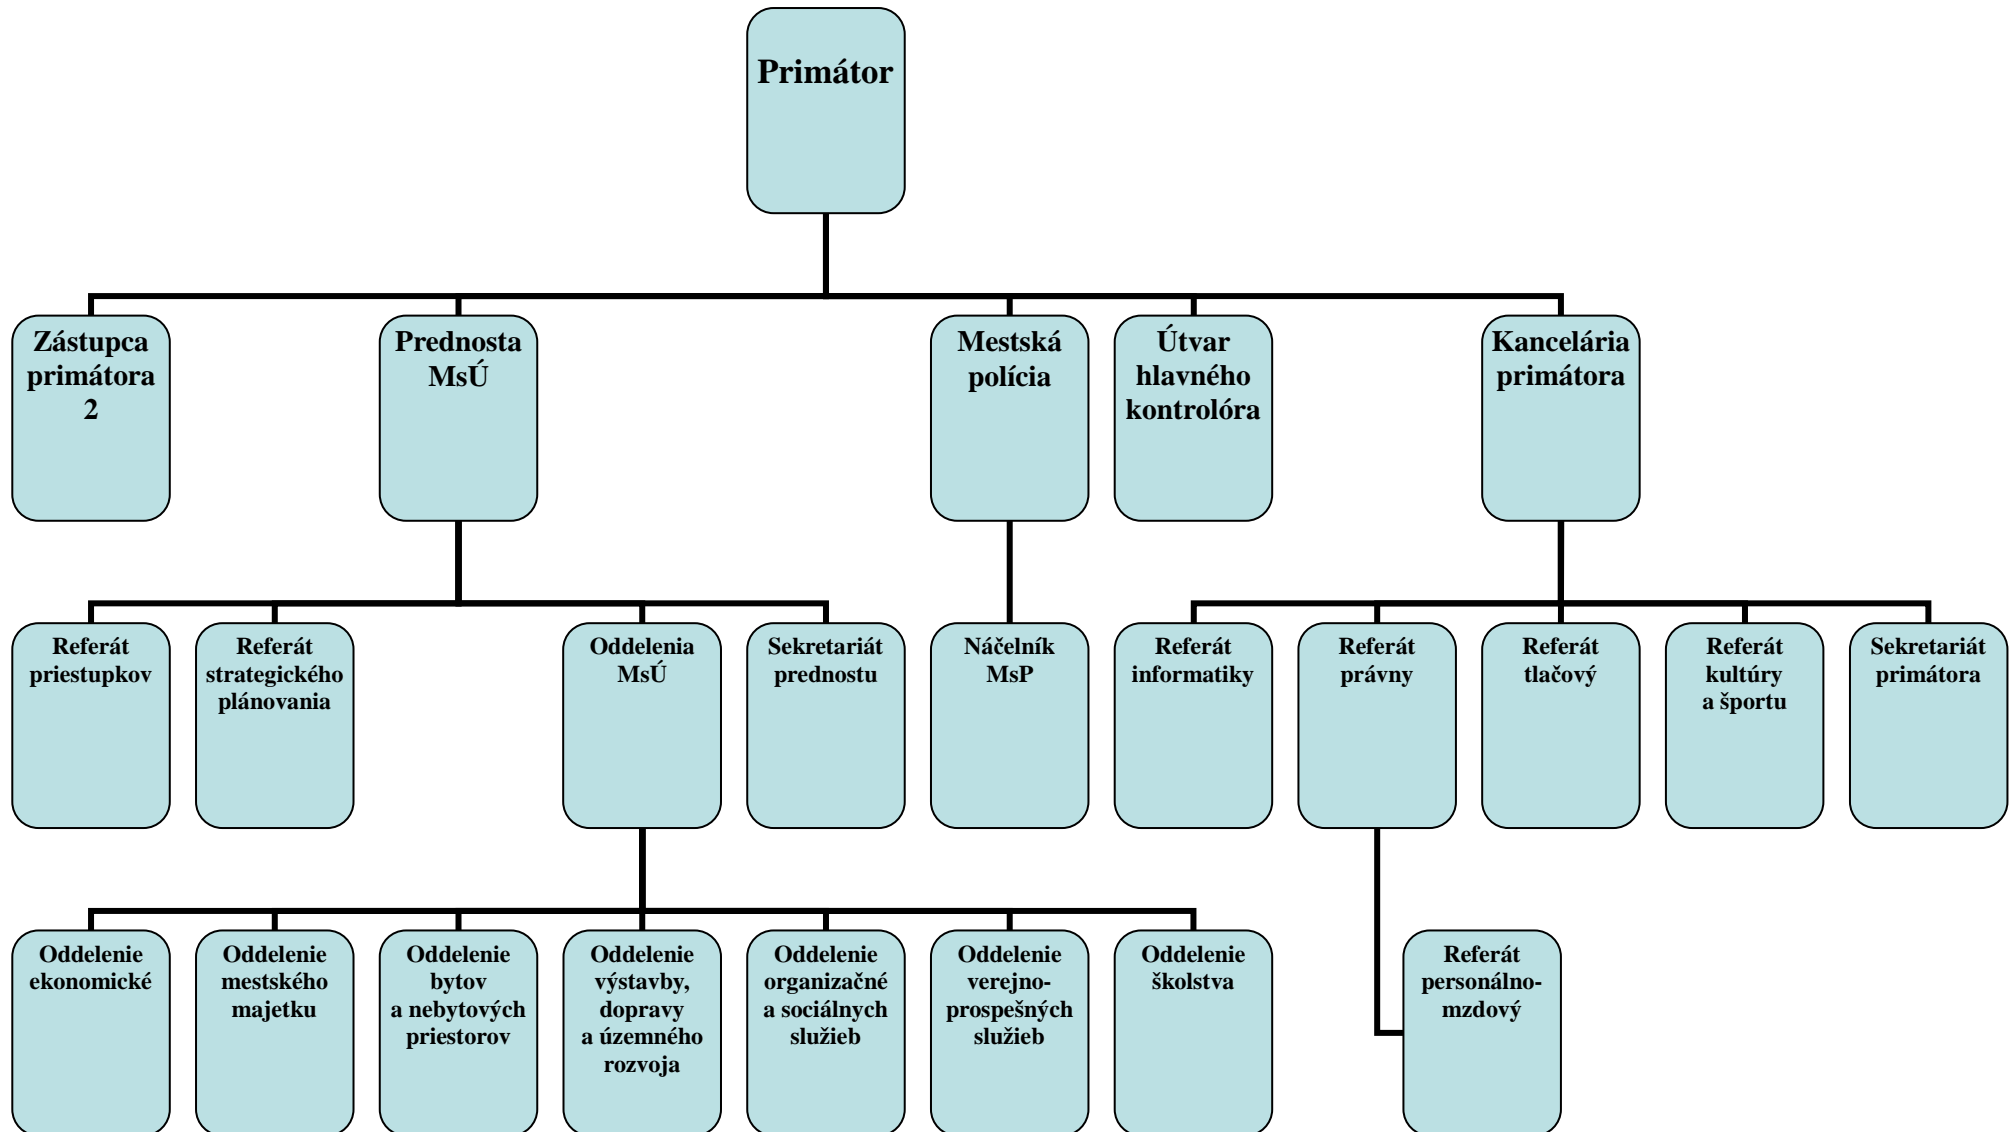 Primátor
Zástupca
primátora
2
Prednosta
MsÚ
Mestská
polícia
Útvar
hlavného
kontrolóra
Kancelária
primátora
Referát
priestupkov
Referát
strategického
plánovania
Oddelenia
MsÚ
Sekretariát
prednostu
Náčelník
MsP
Referát
informatiky
Referát
právny
Referát
tlačový
Referát
kultúry
a športu
Sekretariát
primátora
Oddelenie
ekonomické
Oddelenie
mestského
majetku
Oddelenie
bytov
a nebytových
priestorov
Oddelenie
výstavby,
dopravy
a územného
rozvoja
Oddelenie
organizačné
a sociálnych
služieb
Oddelenie
verejno-
prospešných
služieb
Oddelenie
školstva
Referát
personálno-
mzdový